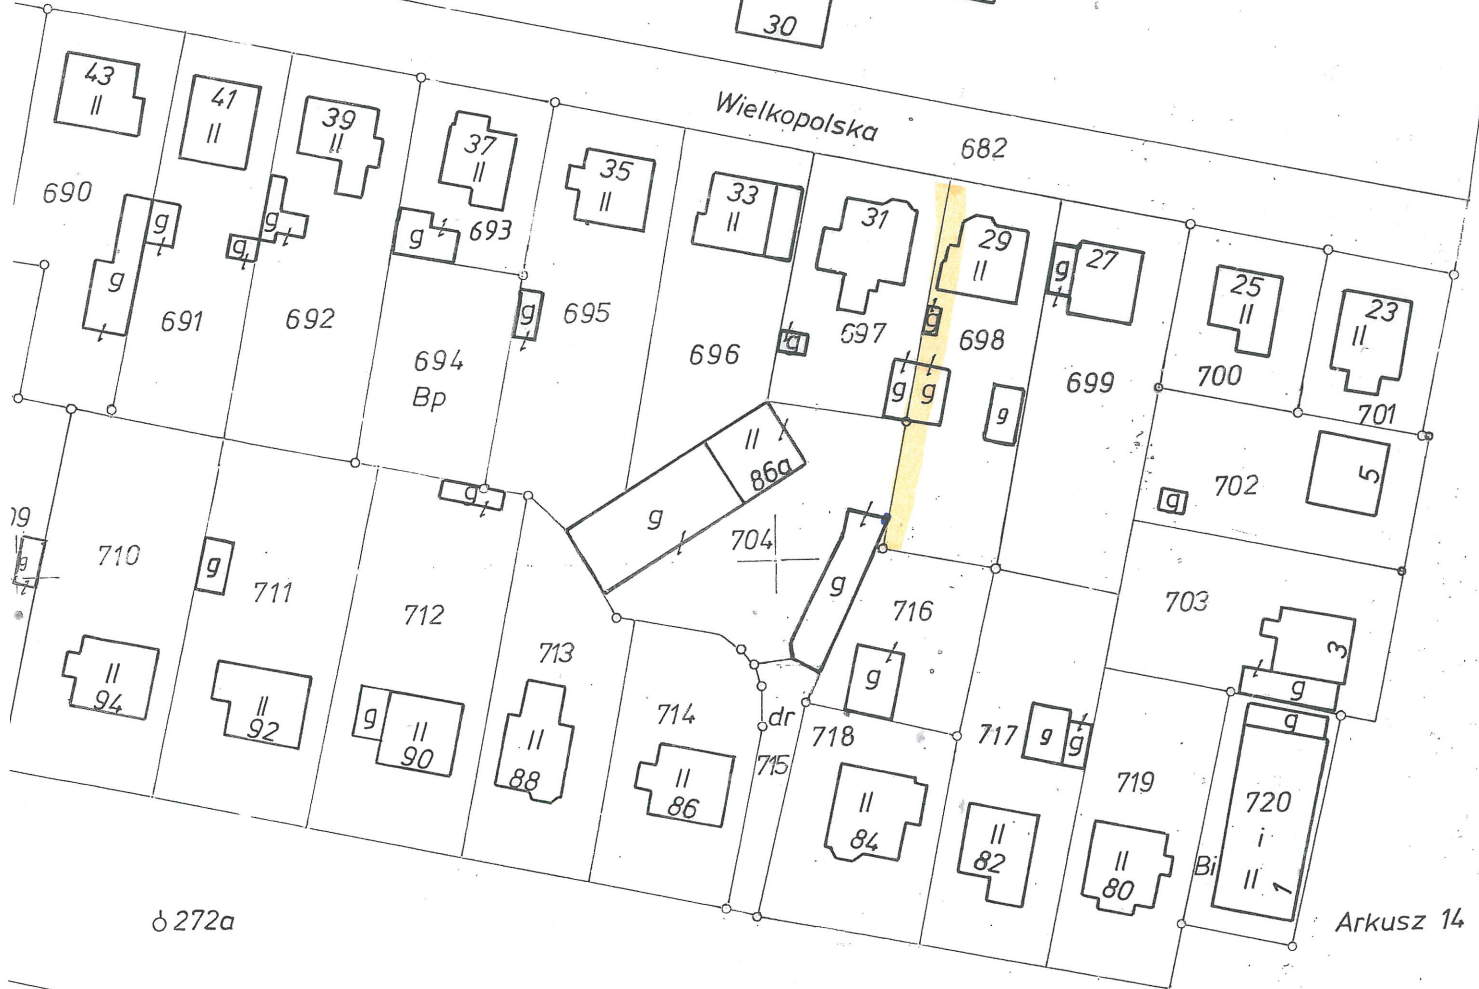 30
43
II
41
II
39
II
37
II
35
II
33
II
31
29
II
27
25
II
23
II
Wielkopolska
682
690
g
g
691
g
g
692
g
693
694
Bp
g
695
696
g
697
g
698
g
g
g
g
699
700
701
702
g
5
703
3
g
g
720
i
II
1
Bi
II
86a
g
704
g
g
09
g
710
g
711
712
713
714
715
dr
716
g
718
717
g
g
719
II
94
II
92
g
II
90
II
88
II
86
II
84
II
82
II
80
272a
Arkusz 14